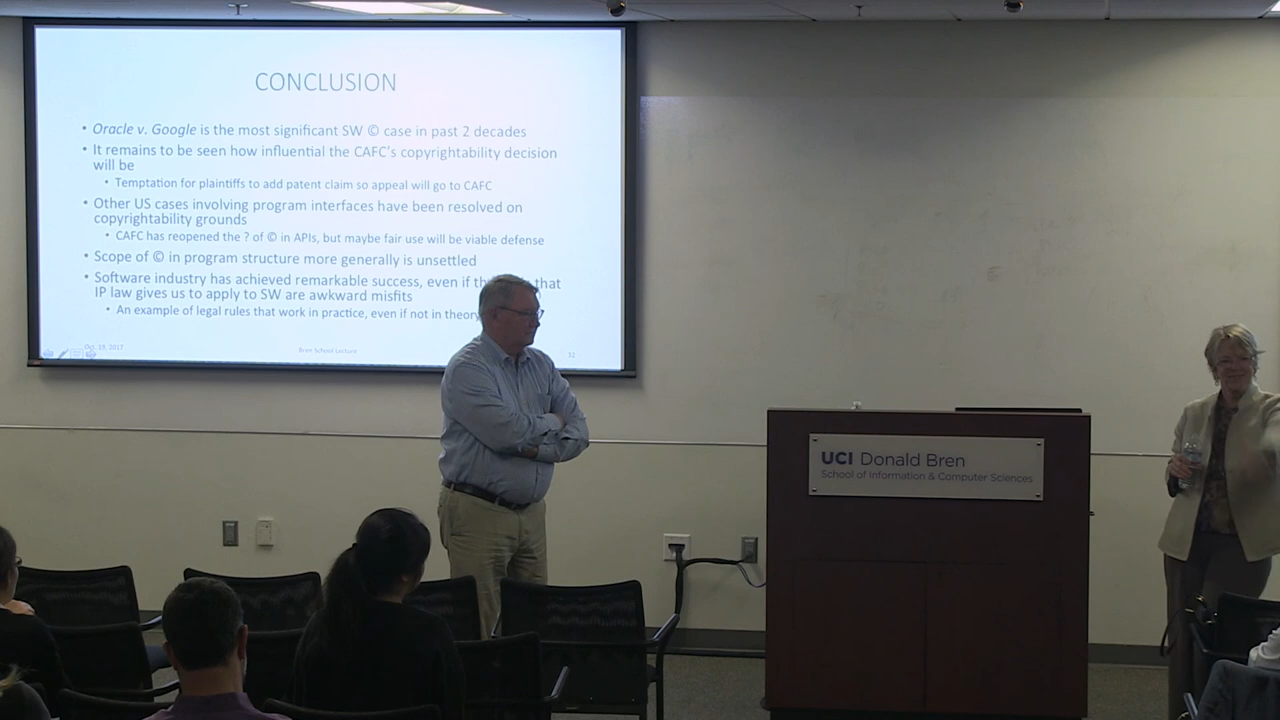 CONCLUSION
• Oracle v. Google is the most significant SW © case in past 2 decades
• It remains to be seen how influential the CAFC's copyrightability decision
will be
• Temptation for plaintiffs to add patent claim so appeal will go to CAFC
• Other US cases involving program interfaces have been resolved on
copyrightability grounds
• CAFC has reopened the ? of © in APIs, but maybe fair use will be viable defense
• Scope of © in program structure more generally is unsettled
• Software industry has achieved remarkable success, even if that
IP law gives us to apply to SW are awkward misfits
• An example of legal rules that work in practice, even if not in theory
Oct. 19, 2017
Bren School Lecture
32
UCI Donald Bren
School of Information & Computer Sciences